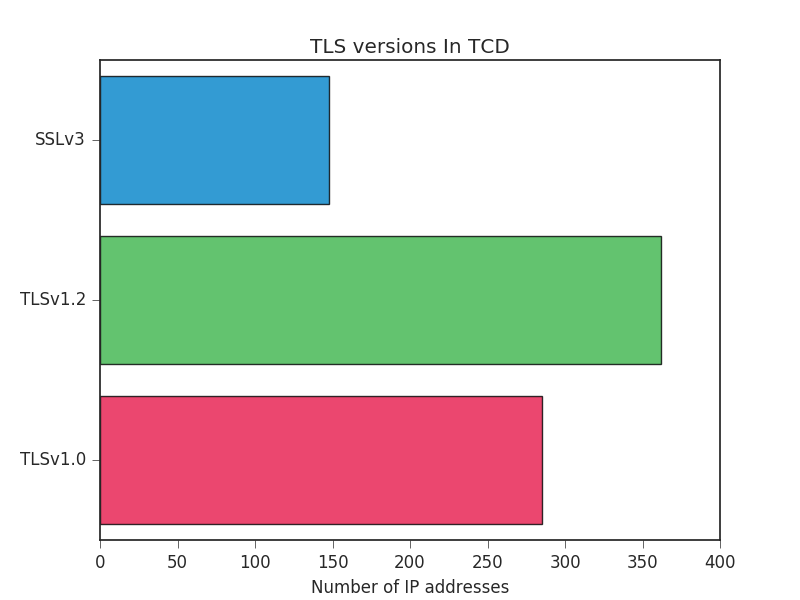 TLS versions In TCD
SSLv3
TLSv1.2
TLSv1.0
0 50 100 150 200 250 300 350 400
Number of IP addresses